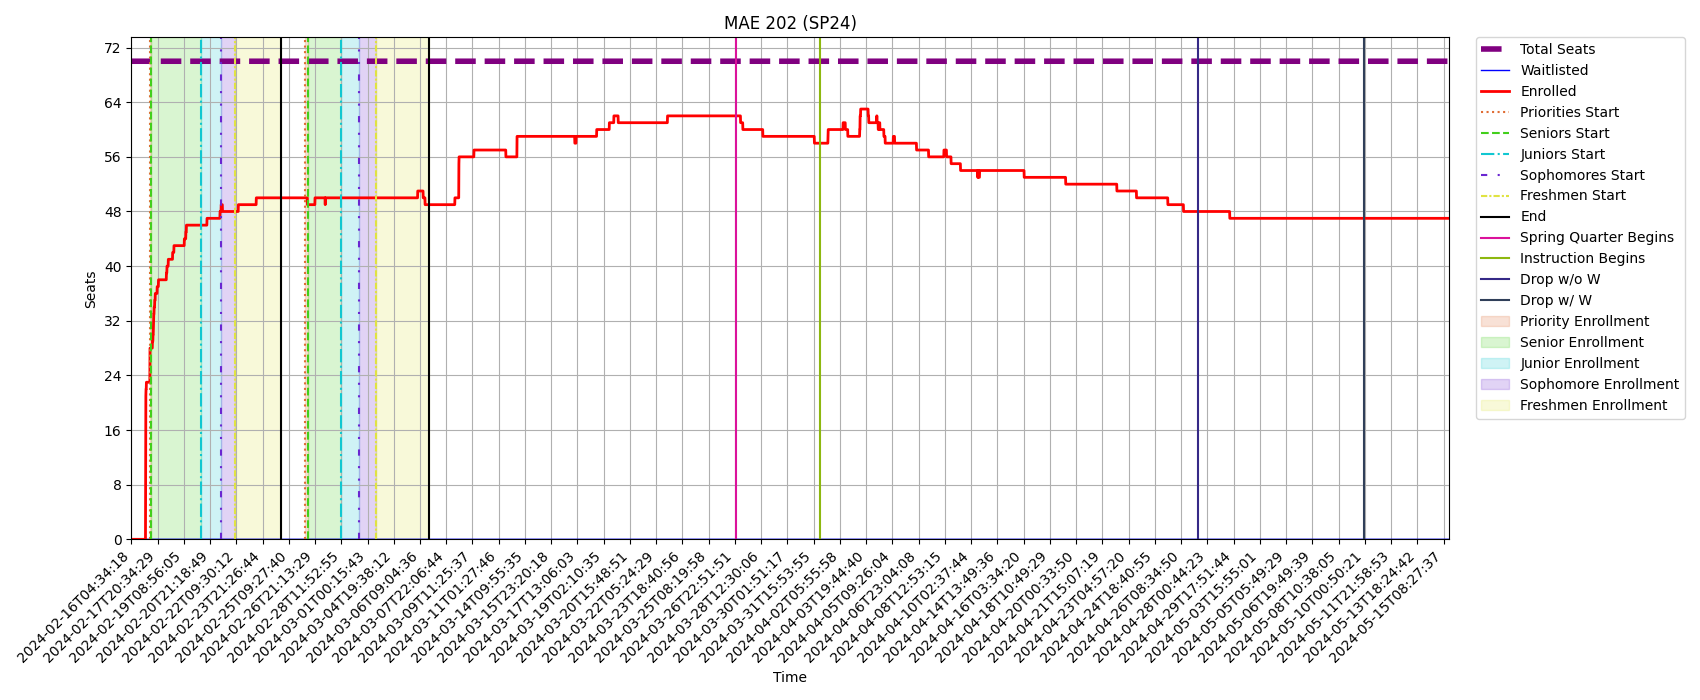 MAE 202 (SP24)
72
64
56
48
40
32
24
16
8
0
Seats
2024-02-16T04:34:18
2024-02-17T20:34:29
2024-02-19T08:56:05
2024-02-20T21:18:49
2024-02-22T09:30:12
2024-02-23T21:26:44
2024-02-25T09:27:40
2024-02-26T21:13:29
2024-02-28T11:52:55
2024-03-01T00:15:43
2024-03-04T19:38:12
2024-03-06T09:04:36
2024-03-07T22:06:44
2024-03-09T11:25:37
2024-03-11T01:27:46
2024-03-14T09:55:35
2024-03-15T23:20:18
2024-03-17T13:06:03
2024-03-19T02:10:35
2024-03-20T15:48:51
2024-03-22T05:24:29
2024-03-23T18:40:56
2024-03-25T08:19:58
2024-03-26T22:51:51
2024-03-28T12:30:06
2024-03-30T01:51:17
2024-03-31T15:53:55
2024-04-02T05:55:58
2024-04-03T19:44:40
2024-04-05T09:26:04
2024-04-06T23:04:08
2024-04-08T12:53:15
2024-04-10T02:37:44
2024-04-14T13:49:36
2024-04-16T03:34:20
2024-04-18T10:49:29
2024-04-20T00:33:50
2024-04-21T15:07:19
2024-04-23T04:57:20
2024-04-24T18:40:55
2024-04-26T08:34:50
2024-04-28T00:44:23
2024-04-29T17:51:44
2024-05-03T15:55:01
2024-05-05T05:49:29
2024-05-06T19:49:39
2024-05-08T10:38:05
2024-05-10T00:50:21
2024-05-11T21:58:53
2024-05-13T18:24:42
2024-05-15T08:27:37
Time
Total Seats
Waitlisted
Enrolled
Priorities Start
Seniors Start
Juniors Start
Sophomores Start
Freshmen Start
End
Spring Quarter Begins
Instruction Begins
Drop w/o W
Drop w/ W
Priority Enrollment
Senior Enrollment
Junior Enrollment
Sophomore Enrollment
Freshmen Enrollment